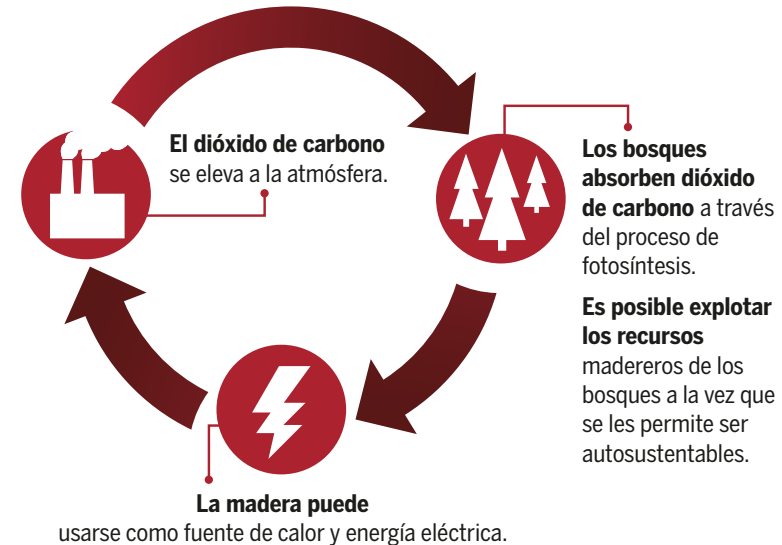 El dióxido de carbono
se eleva a la atmósfera.
Los bosques
absorben dióxido
de carbono a través
del proceso de
fotosíntesis.
Es posible explotar
los recursos
madereros de los
bosques a la vez que
se les permite ser
autosustentables.
La madera puede
usarse como fuente de calor y energía eléctrica.